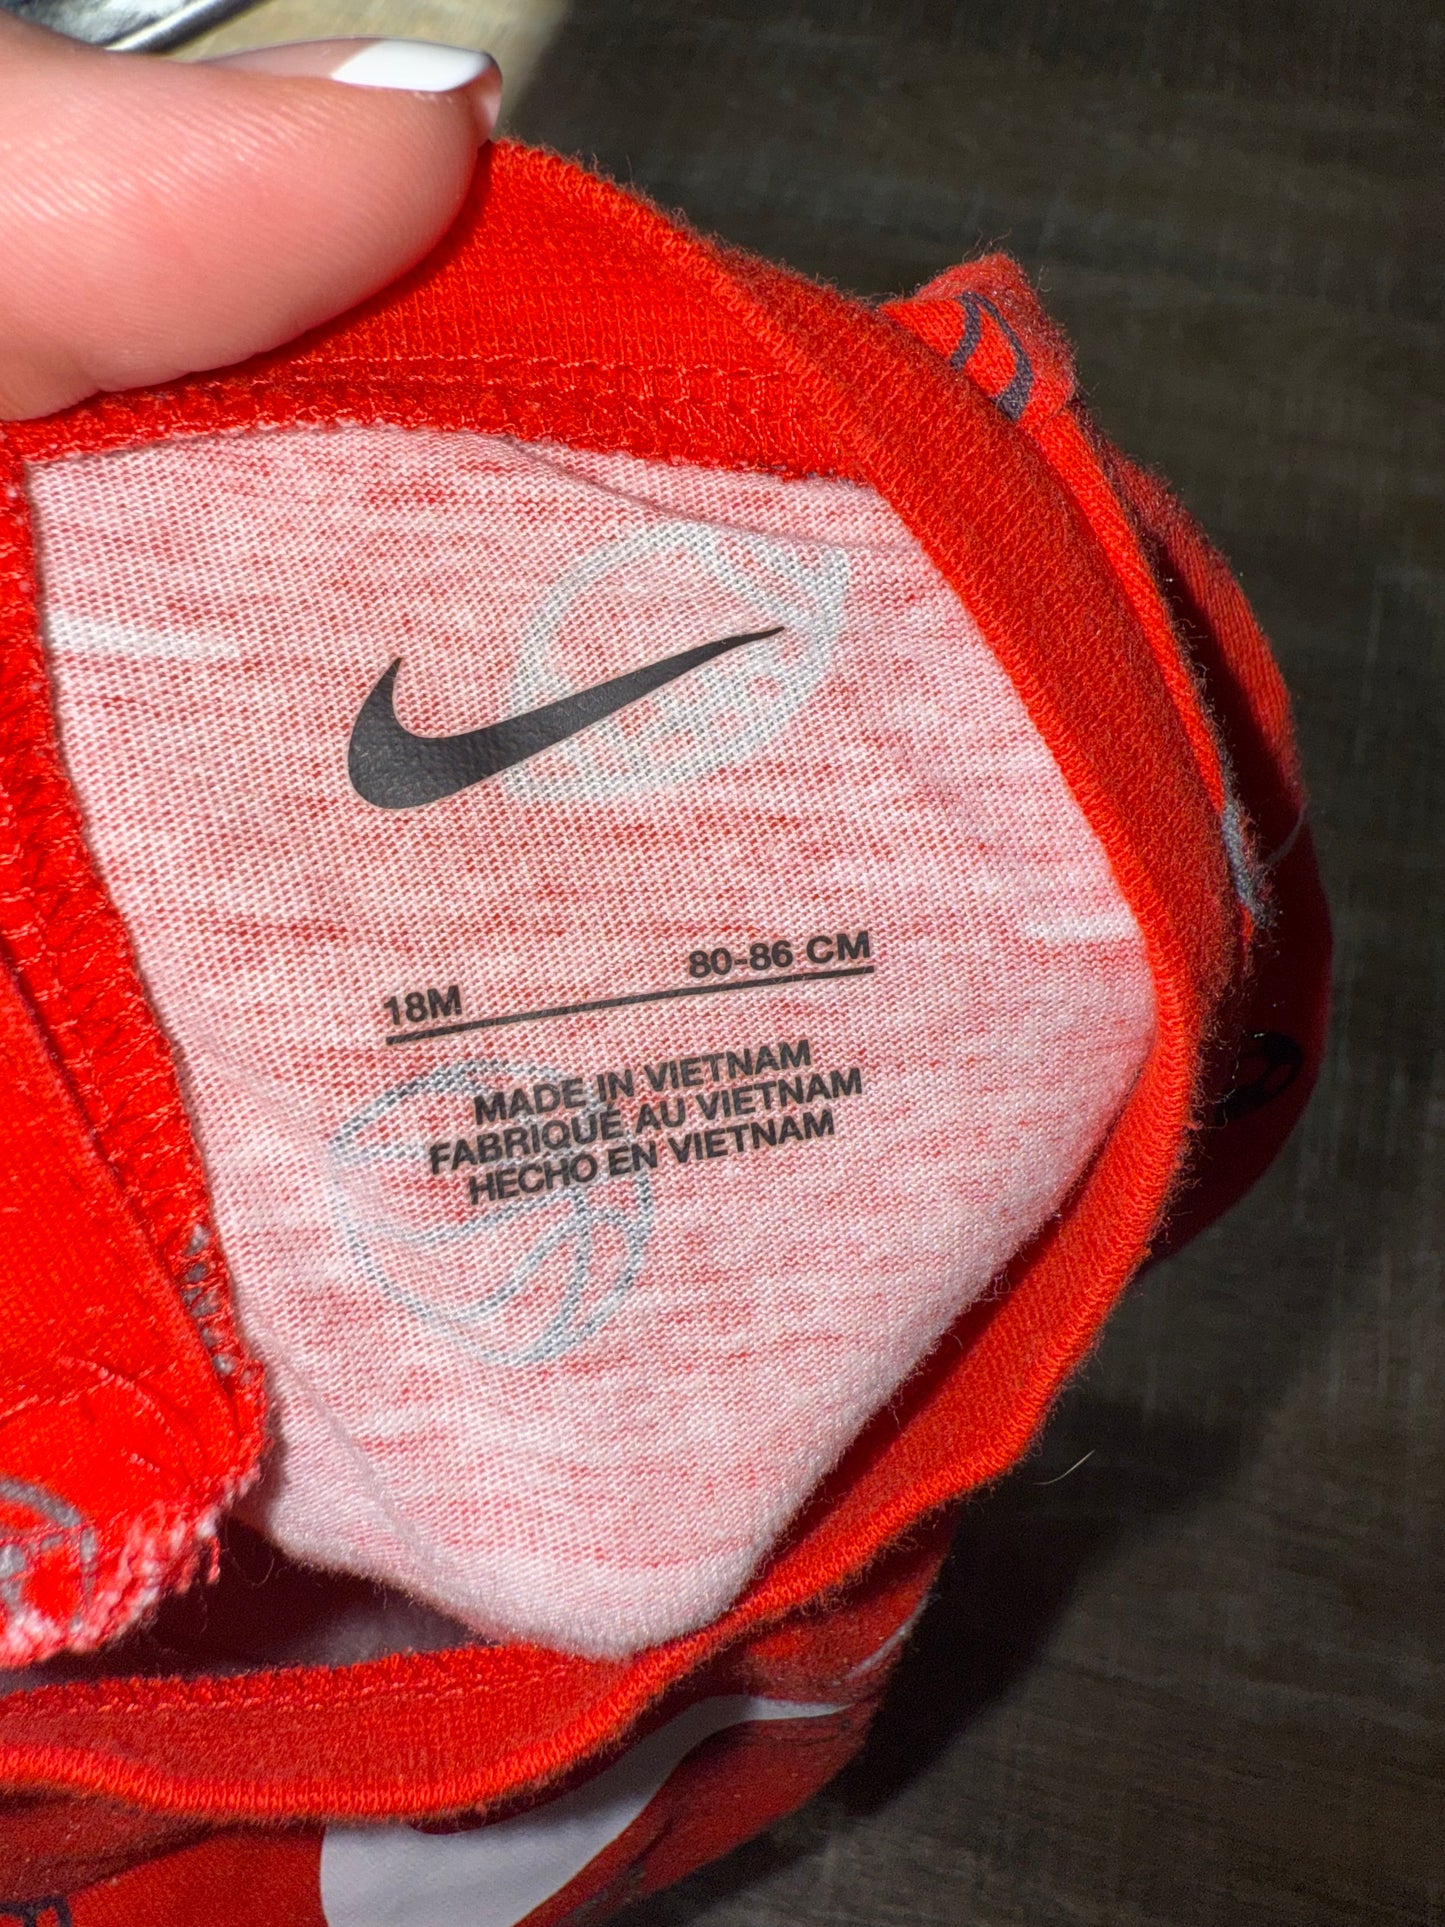 18M 80-86 CM
MADE IN VIETNAM
FABRIQUÉ AU VIETNAM
HECHO EN VIETNAM